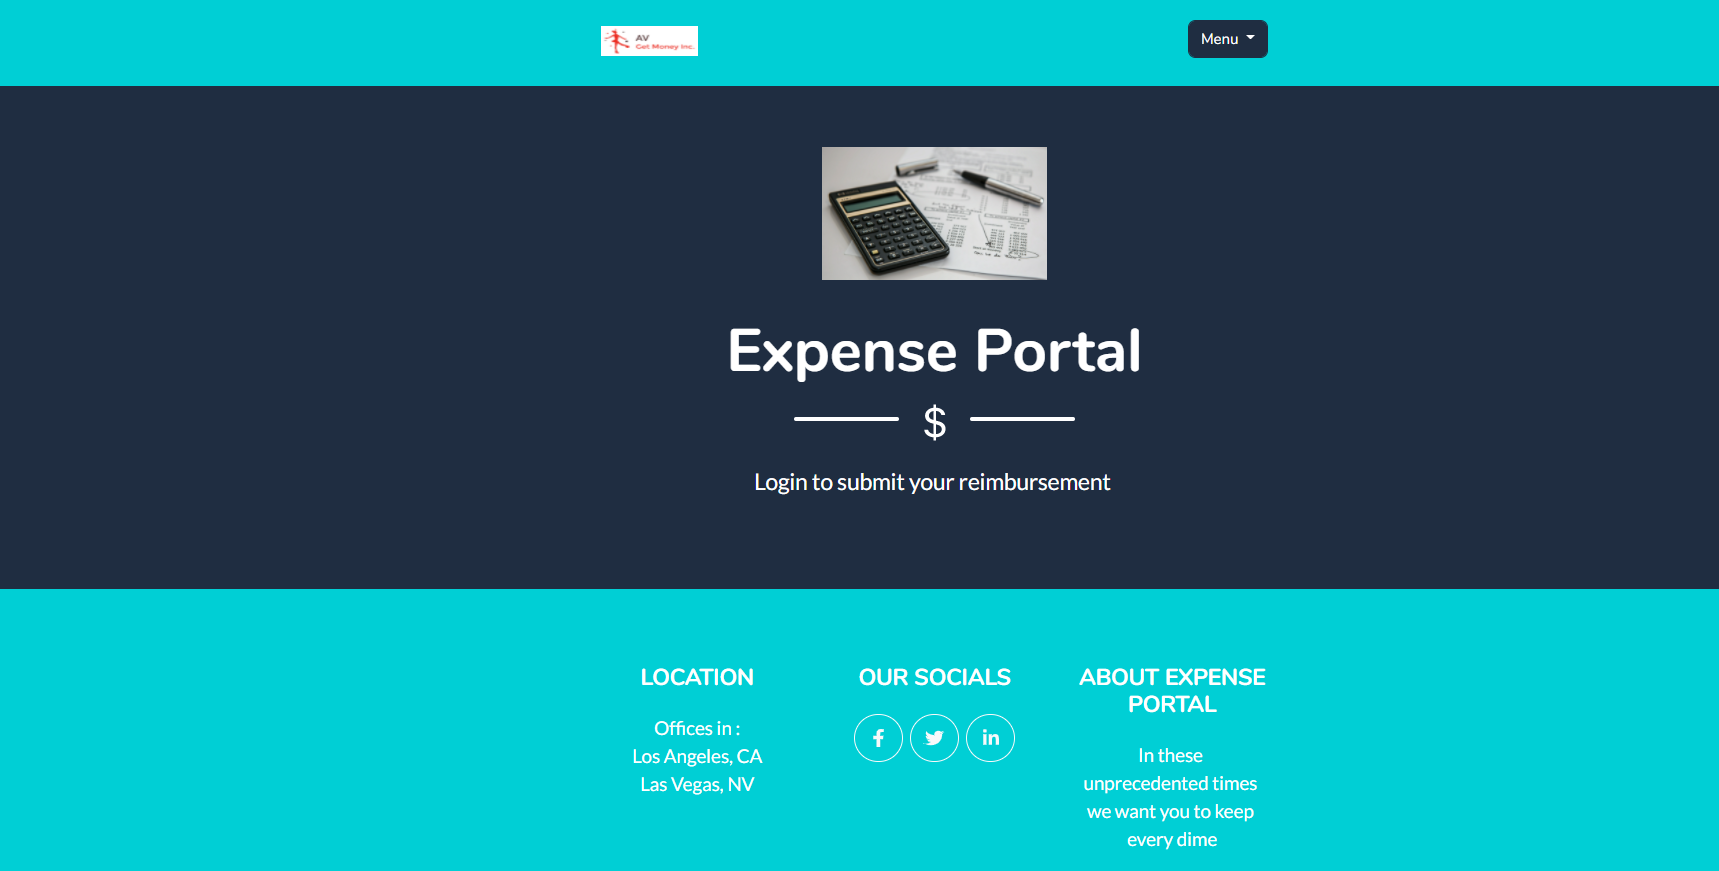 AV
Get Money Inc.
Menu
Expense Portal
$
Login to submit your reimbursement
LOCATION
Offices in :
Los Angeles, CA
Las Vegas, NV
OUR SOCIALS
ABOUT EXPENSE
PORTAL
In these
unprecedented times
we want you to keep
every dime